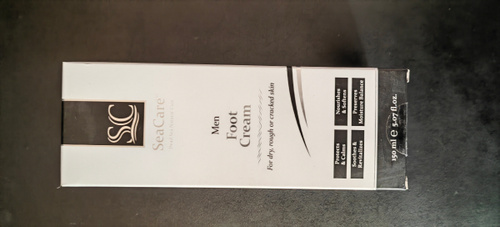 SC
SeaCare
Men
Foot
Cream
For dry, rough or cracked skin
Protects
& Calms
Nourishes
& Softens
Soothes &
Revitalizes
Preserves
Moisture Balance
150 ml ℮ 5.07 fl.oz.